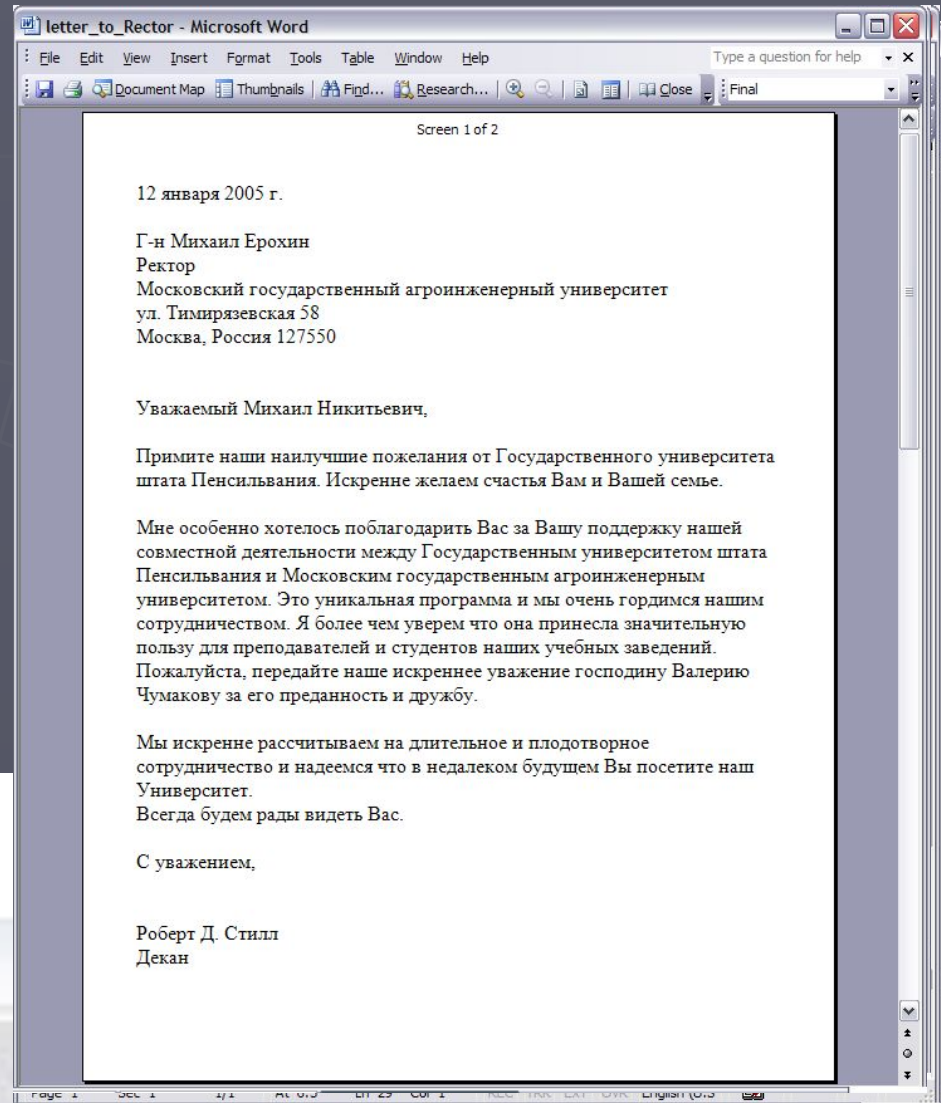 letter_to_Rector - Microsoft Word
File Edit View Insert Format Tools Table Window Help Type a question for help
Document Map Thumbnails Find... Research... Close Final
Screen 1 of 2
12 января 2005 г.
Г-н Михаил Ерохин
Ректор
Московский государственный агроинженерный университет
ул. Тимирязевская 58
Москва, Россия 127550
Уважаемый Михаил Никитьевич,
Примите наши наилучшие пожелания от Государственного университета
штата Пенсильвания. Искренне желаем счастья Вам и Вашей семье.
Мне особенно хотелось поблагодарить Вас за Вашу поддержку нашей
совместной деятельности между Государственным университетом штата
Пенсильвания и Московским государственным агроинженерным
университетом. Это уникальная программа и мы очень гордимся нашим
сотрудничеством. Я более чем уверем что она принесла значительную
пользу для преподавателей и студентов наших учебных заведений.
Пожалуйста, передайте наше искреннее уважение господину Валерию
Чумакову за его преданность и дружбу.
Мы искренне рассчитываем на длительное и плодотворное
сотрудничество и надеемся что в недалеком будущем Вы посетите наш
Университет.
Всегда будем рады видеть Вас.
С уважением,
Роберт Д. Стилл
Декан